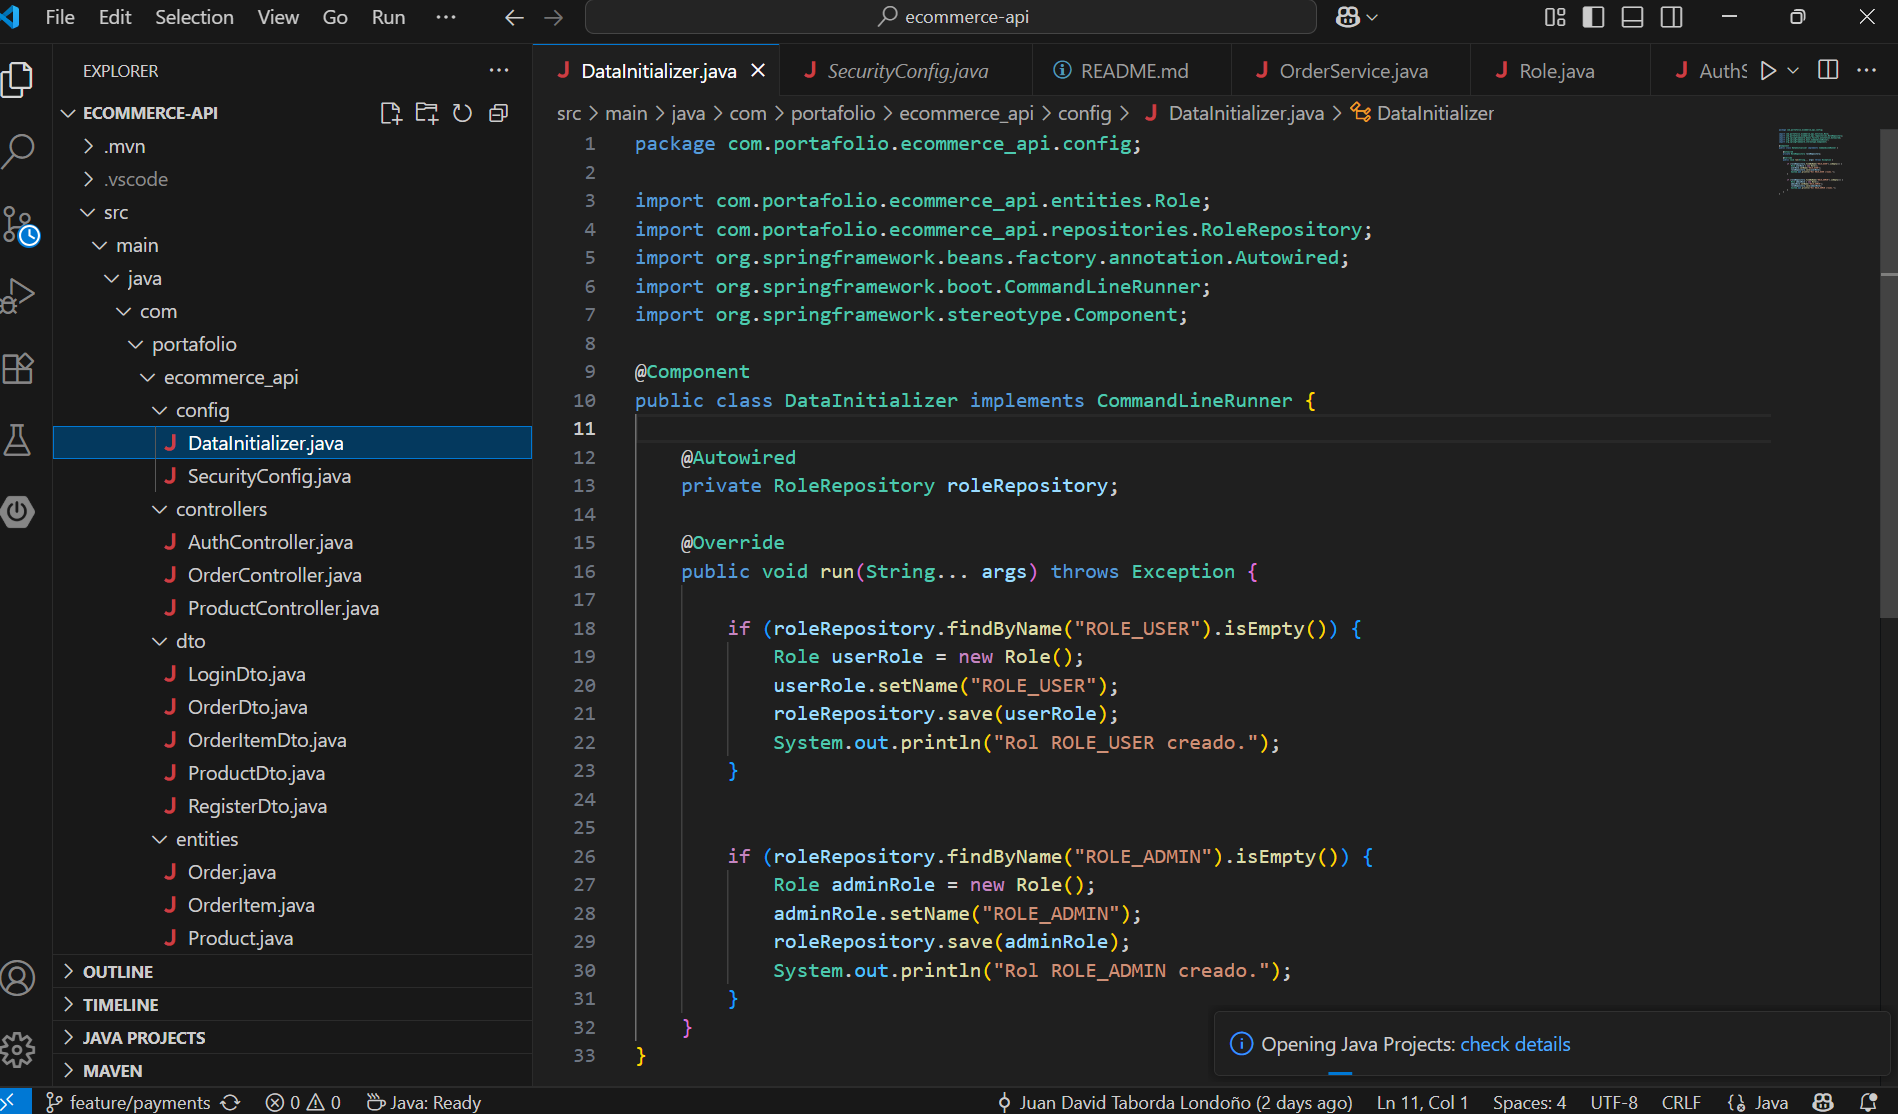 File Edit Selection View Go Run ···
ecommerce-api
EXPLORER
ECOMMERCE-API
.mvn
.vscode
src
main
java
com
portafolio
ecommerce_api
config
DataInitializer.java
SecurityConfig.java
controllers
AuthController.java
OrderController.java
ProductController.java
dto
LoginDto.java
OrderDto.java
OrderItemDto.java
ProductDto.java
RegisterDto.java
entities
Order.java
OrderItem.java
Product.java
OUTLINE
TIMELINE
JAVA PROJECTS
MAVEN
DataInitializer.java SecurityConfig.java README.md OrderService.java Role.java AuthS
src > main > java > com > portafolio > ecommerce_api > config > DataInitializer.java > DataInitializer
1 package com.portafolio.ecommerce_api.config;
2
3 import com.portafolio.ecommerce_api.entities.Role;
4 import com.portafolio.ecommerce_api.repositories.RoleRepository;
5 import org.springframework.beans.factory.annotation.Autowired;
6 import org.springframework.boot.CommandLineRunner;
7 import org.springframework.stereotype.Component;
8
9 @Component
10 public class DataInitializer implements CommandLineRunner {
11
12 @Autowired
13 private RoleRepository roleRepository;
14
15 @Override
16 public void run(String... args) throws Exception {
17
18 if (roleRepository.findByName("ROLE_USER").isEmpty()) {
19 Role userRole = new Role();
20 userRole.setName("ROLE_USER");
21 roleRepository.save(userRole);
22 System.out.println("Rol ROLE_USER creado.");
23 }
24
25
26 if (roleRepository.findByName("ROLE_ADMIN").isEmpty()) {
27 Role adminRole = new Role();
28 adminRole.setName("ROLE_ADMIN");
29 roleRepository.save(adminRole);
30 System.out.println("Rol ROLE_ADMIN creado.");
31 }
32 }
33 }
Opening Java Projects: check details
feature/payments 0 0 Java: Ready Juan David Taborda Londoño (2 days ago) Ln 11, Col 1 Spaces: 4 UTF-8 CRLF Java